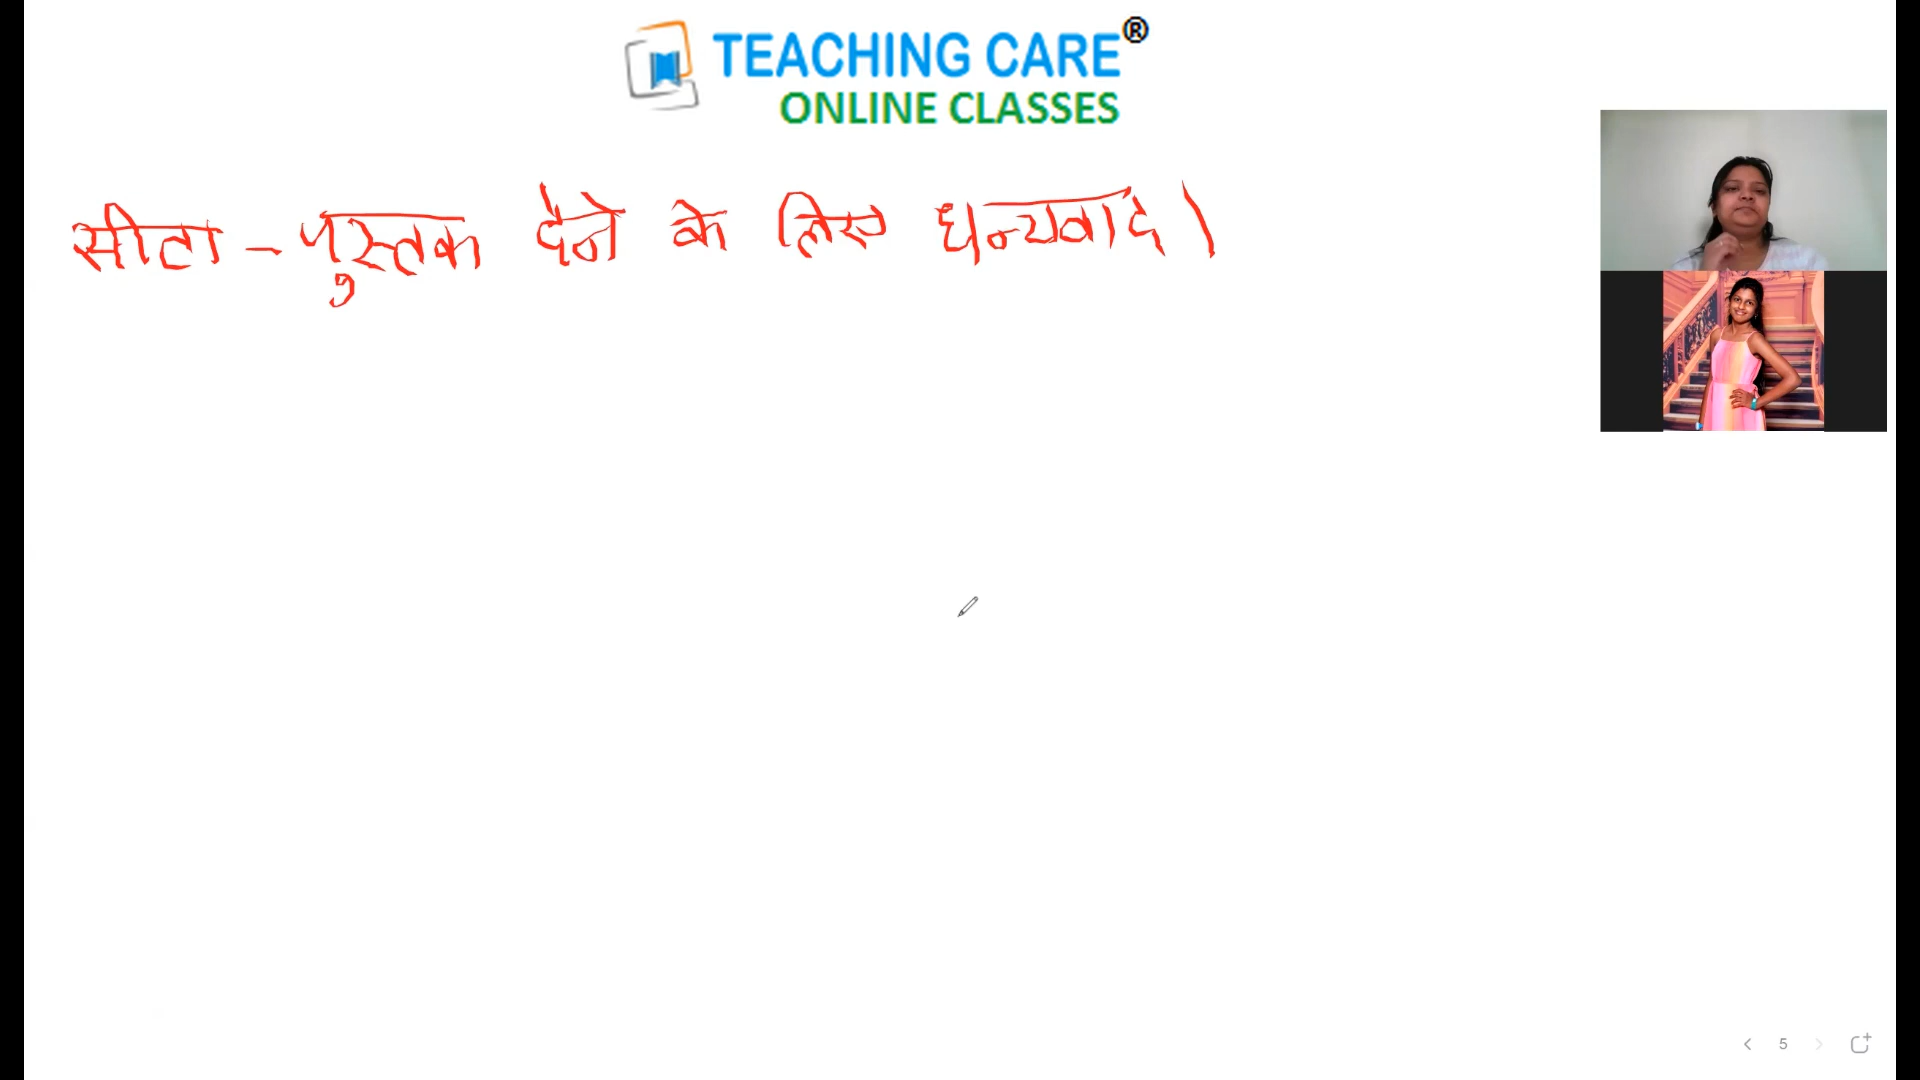 TEACHING CARE®
ONLINE CLASSES
सीता - पुस्तक देने के लिए धन्यवाद।
5